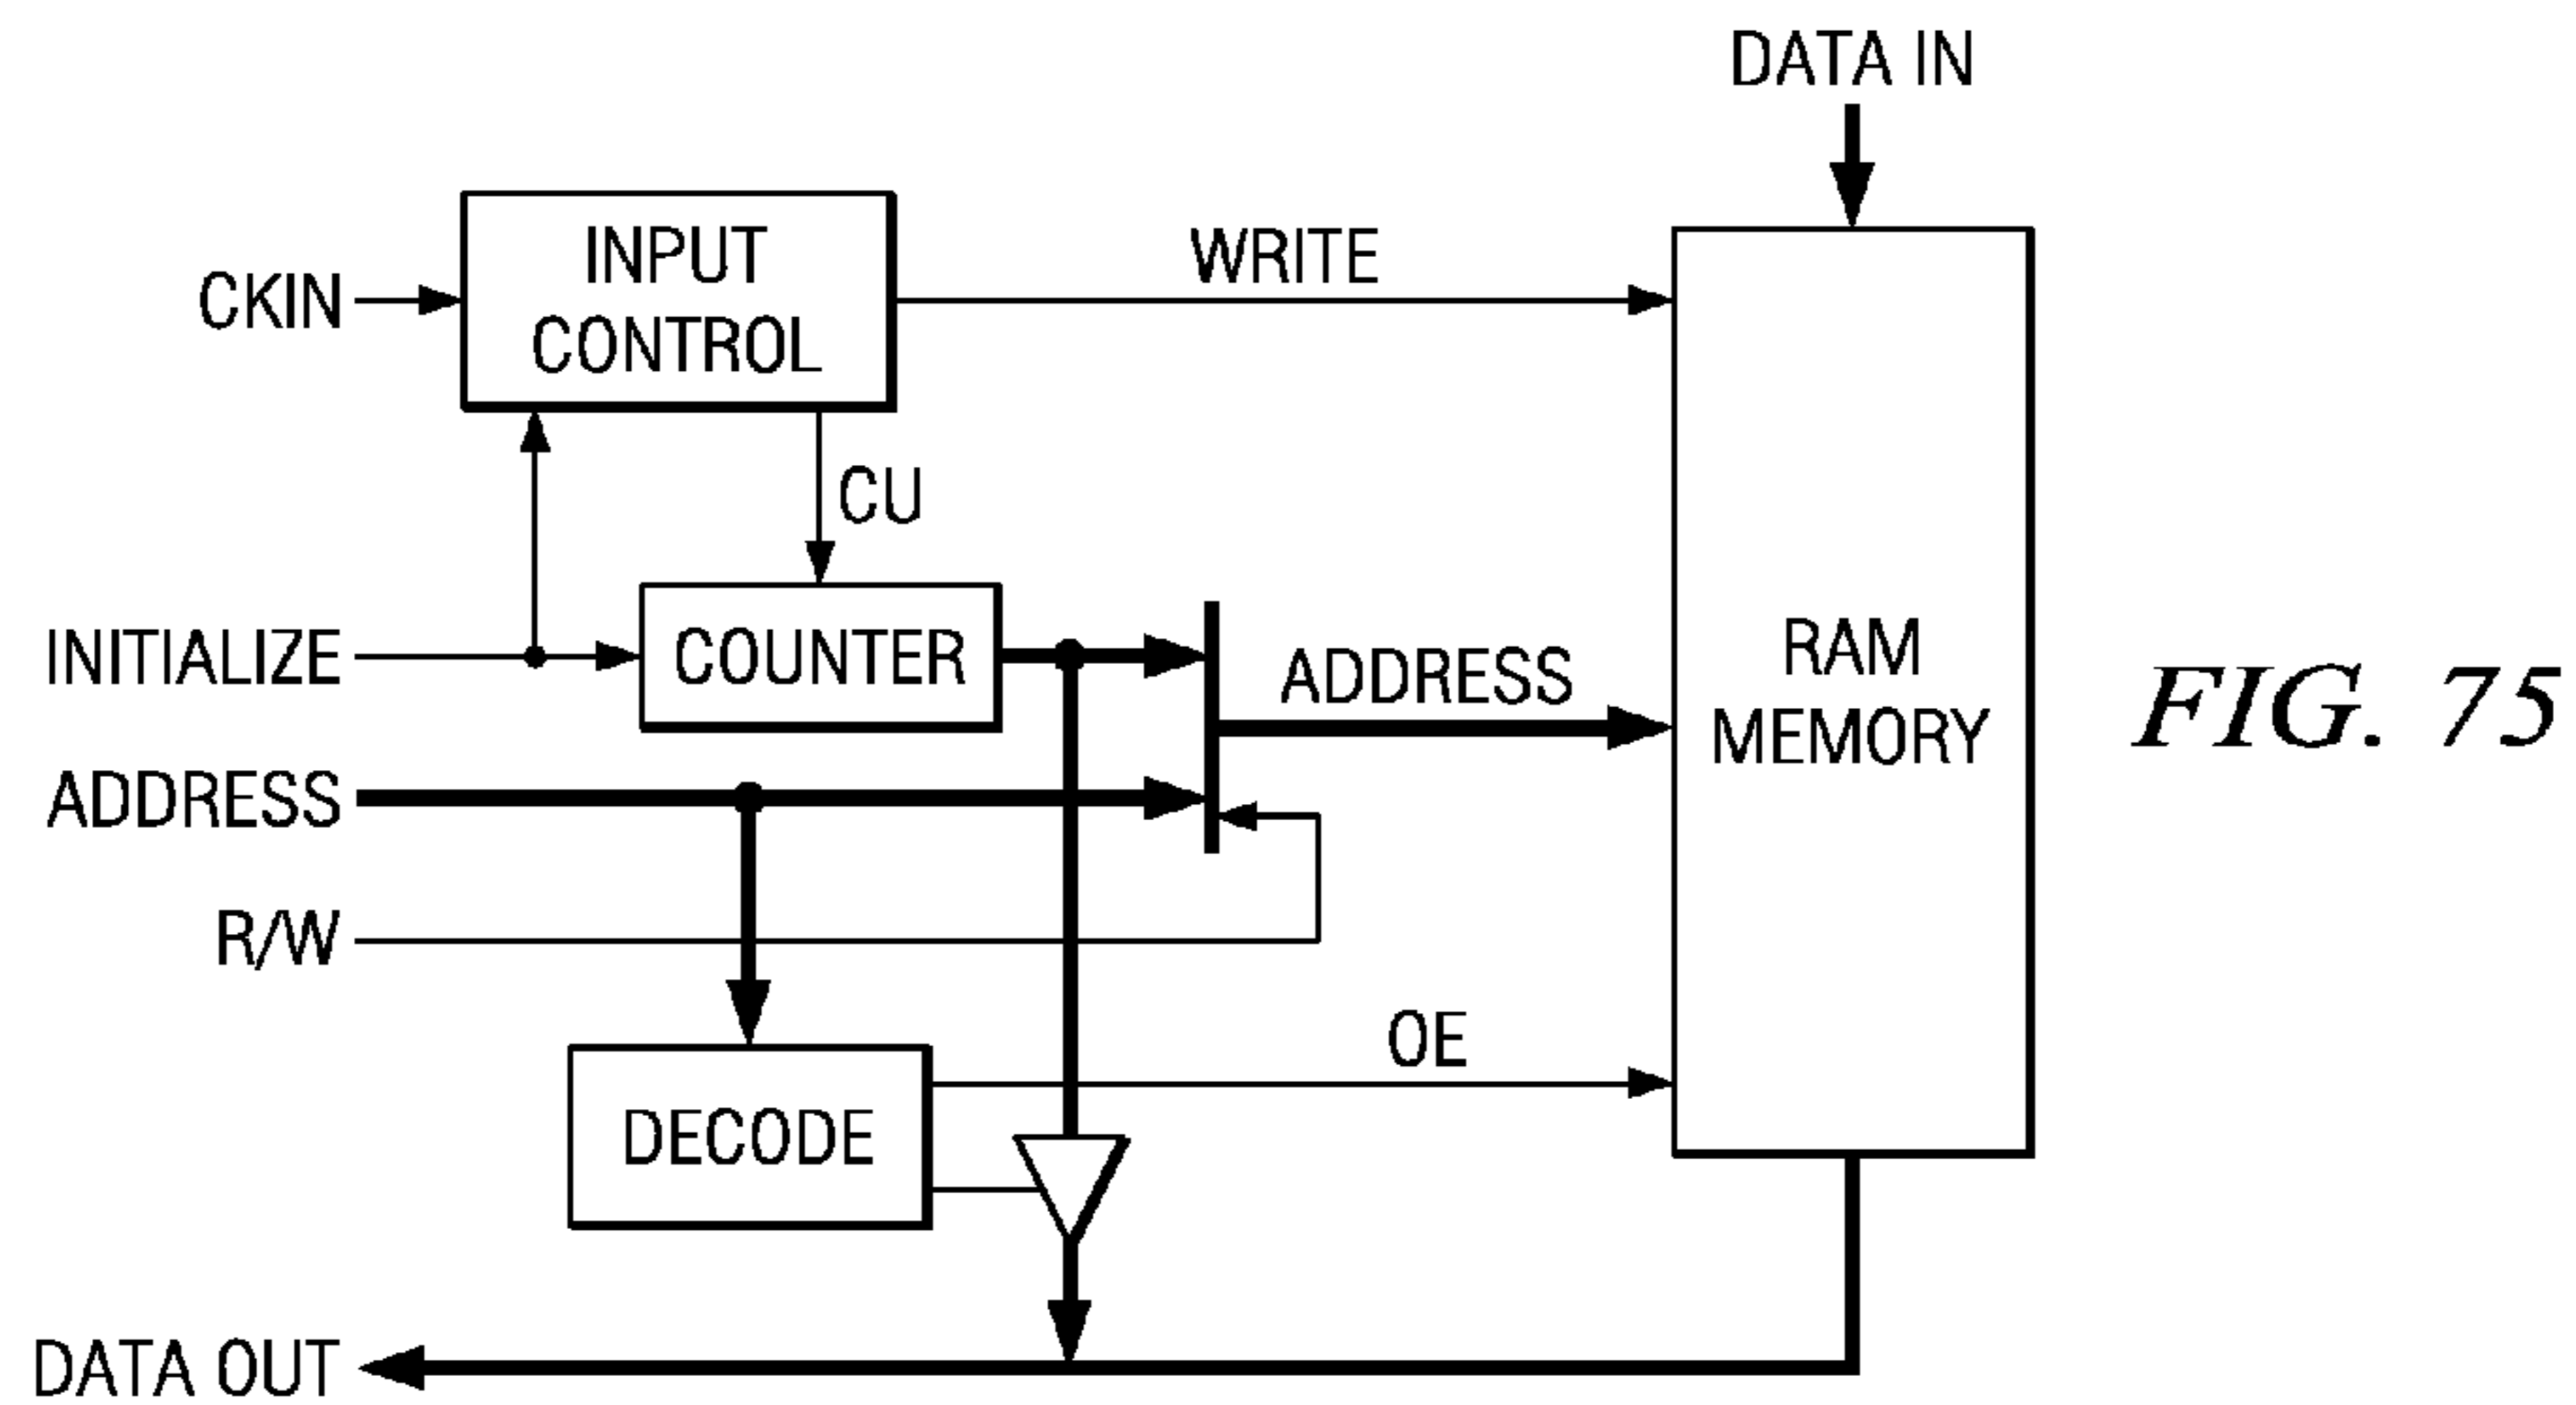 DATA IN
INPUT
CONTROL
WRITE
CKIN
CU
INITIALIZE
COUNTER
ADDRESS
RAM
MEMORY
FIG. 75
ADDRESS
R/W
OE
DECODE
DATA OUT